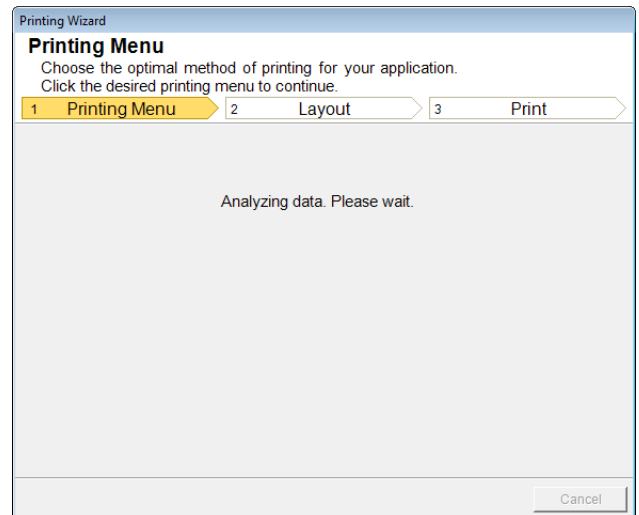 Printing Wizard
Printing Menu
Choose the optimal method of printing for your application.
Click the desired printing menu to continue.
1 Printing Menu 2 Layout 3 Print
Analyzing data. Please wait.
Cancel